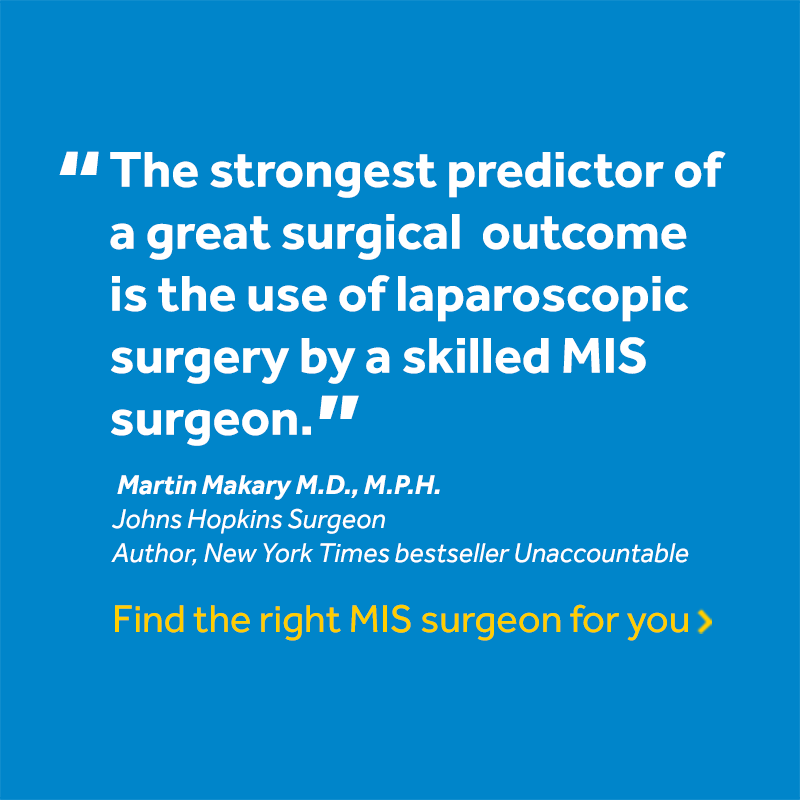 “The strongest predictor of
a great surgical outcome
is the use of laparoscopic
surgery by a skilled MIS
surgeon.”
Martin Makary M.D., M.P.H.
Johns Hopkins Surgeon
Author, New York Times bestseller Unaccountable
Find the right MIS surgeon for you >